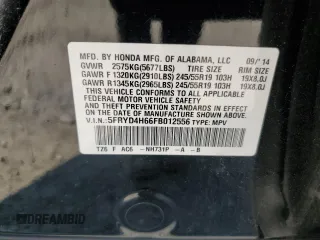 MFD. BY HONDA MFG. OF ALABAMA, LLC 09/'14
GVWR 2575KG(5677LBS) TIRE SIZE RIM SIZE
GAWR F 1320KG(2910LBS) 245/55R19 103H 19X8.0J
GAWR R 1345KG(2965LBS) 245/55R19 103H 19X8.0J
THIS VEHICLE CONFORMS TO ALL APPLICABLE
FEDERAL MOTOR VEHICLE SAFETY AND
THEFT PREVENTION STANDARDS IN EFFECT ON
THE DATE OF MANUFACTURE SHOWN ABOVE.
V.I.N.:5FRYD4H66FB012556 TYPE: MPV
TZ5 F AC6 -NH731P -A -B
© DREAMBID